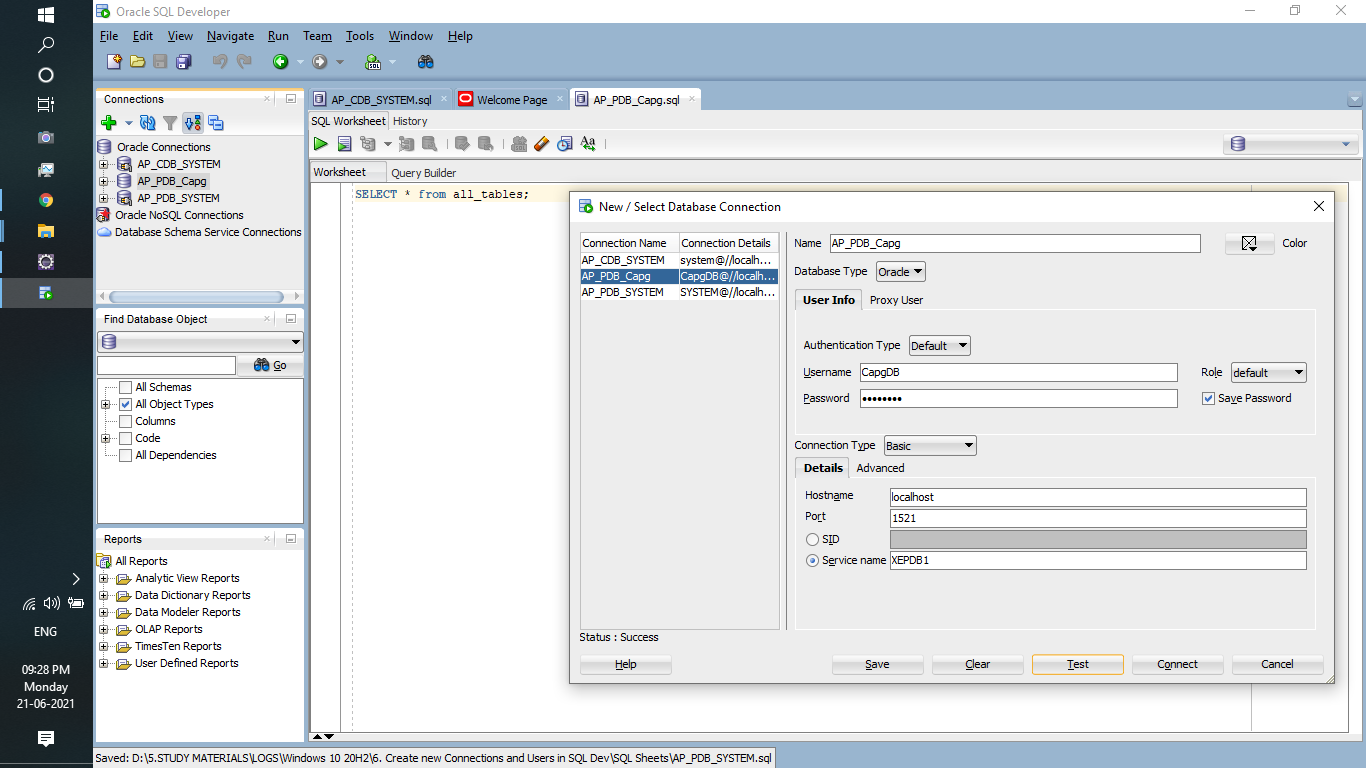 Oracle SQL Developer
File Edit View Navigate Run Team Tools Window Help
SQL
Connections
Oracle Connections
AP_CDB_SYSTEM
AP_PDB_Capg
AP_PDB_SYSTEM
Oracle NoSQL Connections
Database Schema Service Connections
Find Database Object
Go
All Schemas
All Object Types
Columns
Code
All Dependencies
Reports
All Reports
Analytic View Reports
Data Dictionary Reports
Data Modeler Reports
OLAP Reports
TimesTen Reports
User Defined Reports
AP_CDB_SYSTEM.sql Welcome Page AP_PDB_Capg.sql
SQL Worksheet History
Aa
Worksheet Query Builder
SELECT * from all_tables;
New / Select Database Connection
Connection Name Connection Details
AP_CDB_SYSTEM system@//localh...
AP_PDB_Capg CapgDB@//localh...
AP_PDB_SYSTEM SYSTEM@//localh...
Name AP_PDB_Capg Color
Database Type Oracle
User Info Proxy User
Authentication Type Default
Username CapgDB Role default
Password •••••••• Save Password
Connection Type Basic
Details Advanced
Hostname localhost
Port 1521
SID
Service name XEPDB1
Status : Success
Help Save Clear Test Connect Cancel
ENG
09:28 PM
Monday
21-06-2021
Saved: D:\5.STUDY MATERIALS\LOGS\Windows 10 20H2\6. Create new Connections and Users in SQL Dev\SQL Sheets\AP_PDB_SYSTEM.sql